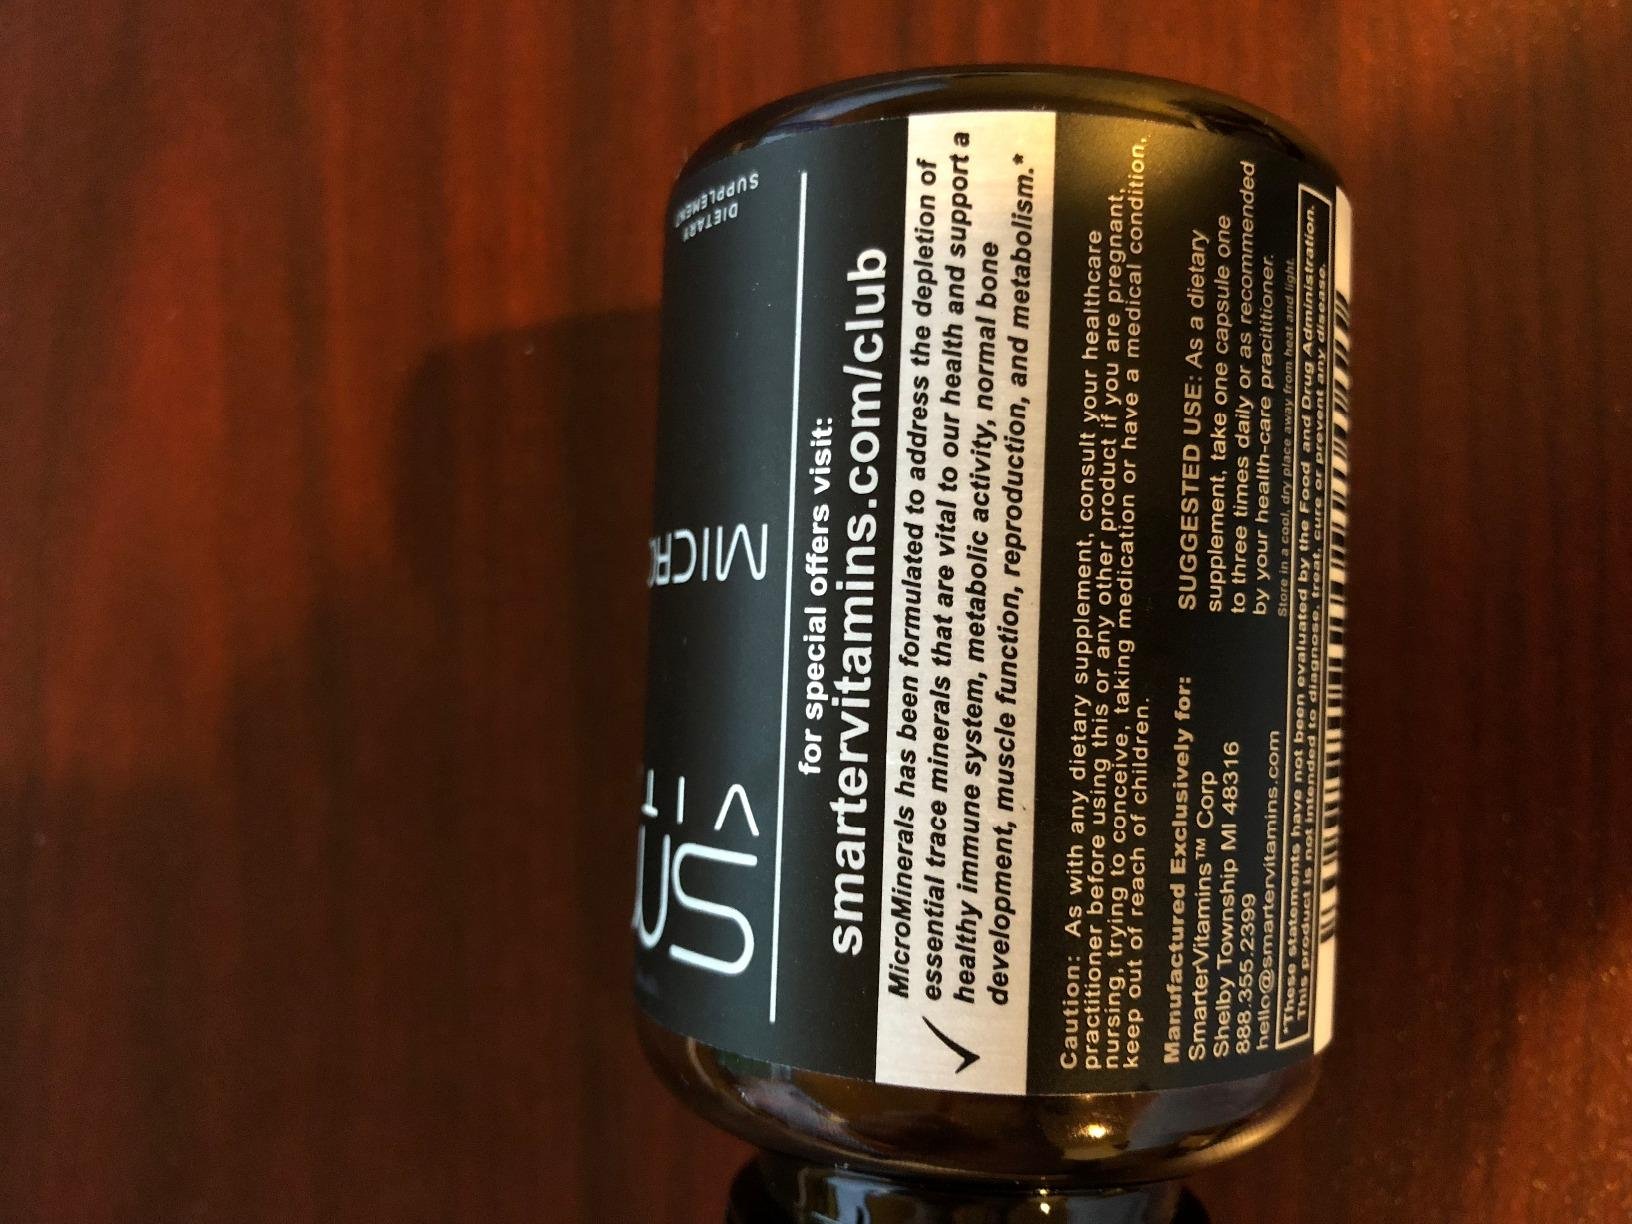 DIETARY
SUPPLEMENT
for special offers visit:
smartervitamins.com/club
MicroMinerals has been formulated to address the depletion of
essential trace minerals that are vital to our health and support a
healthy immune system, metabolic activity, normal bone
development, muscle function, reproduction, and metabolism.*
Caution: As with any dietary supplement, consult your healthcare
practitioner before using this or any other product if you are pregnant,
nursing, trying to conceive, taking medication or have a medical condition,
keep out of reach of children.
Manufactured Exclusively for:
SmarterVitamins™ Corp
Shelby Township MI 48316
888.355.2399
hello@smartervitamins.com
SUGGESTED USE: As a dietary
supplement, take one capsule one
to three times daily or as recommended
by your health-care pracititioner.
Store in a cool, dry place away from heat and light.
*These statements have not been evaluated by the Food and Drug Administration.
This product is not intended to diagnose, treat, cure or prevent any disease.